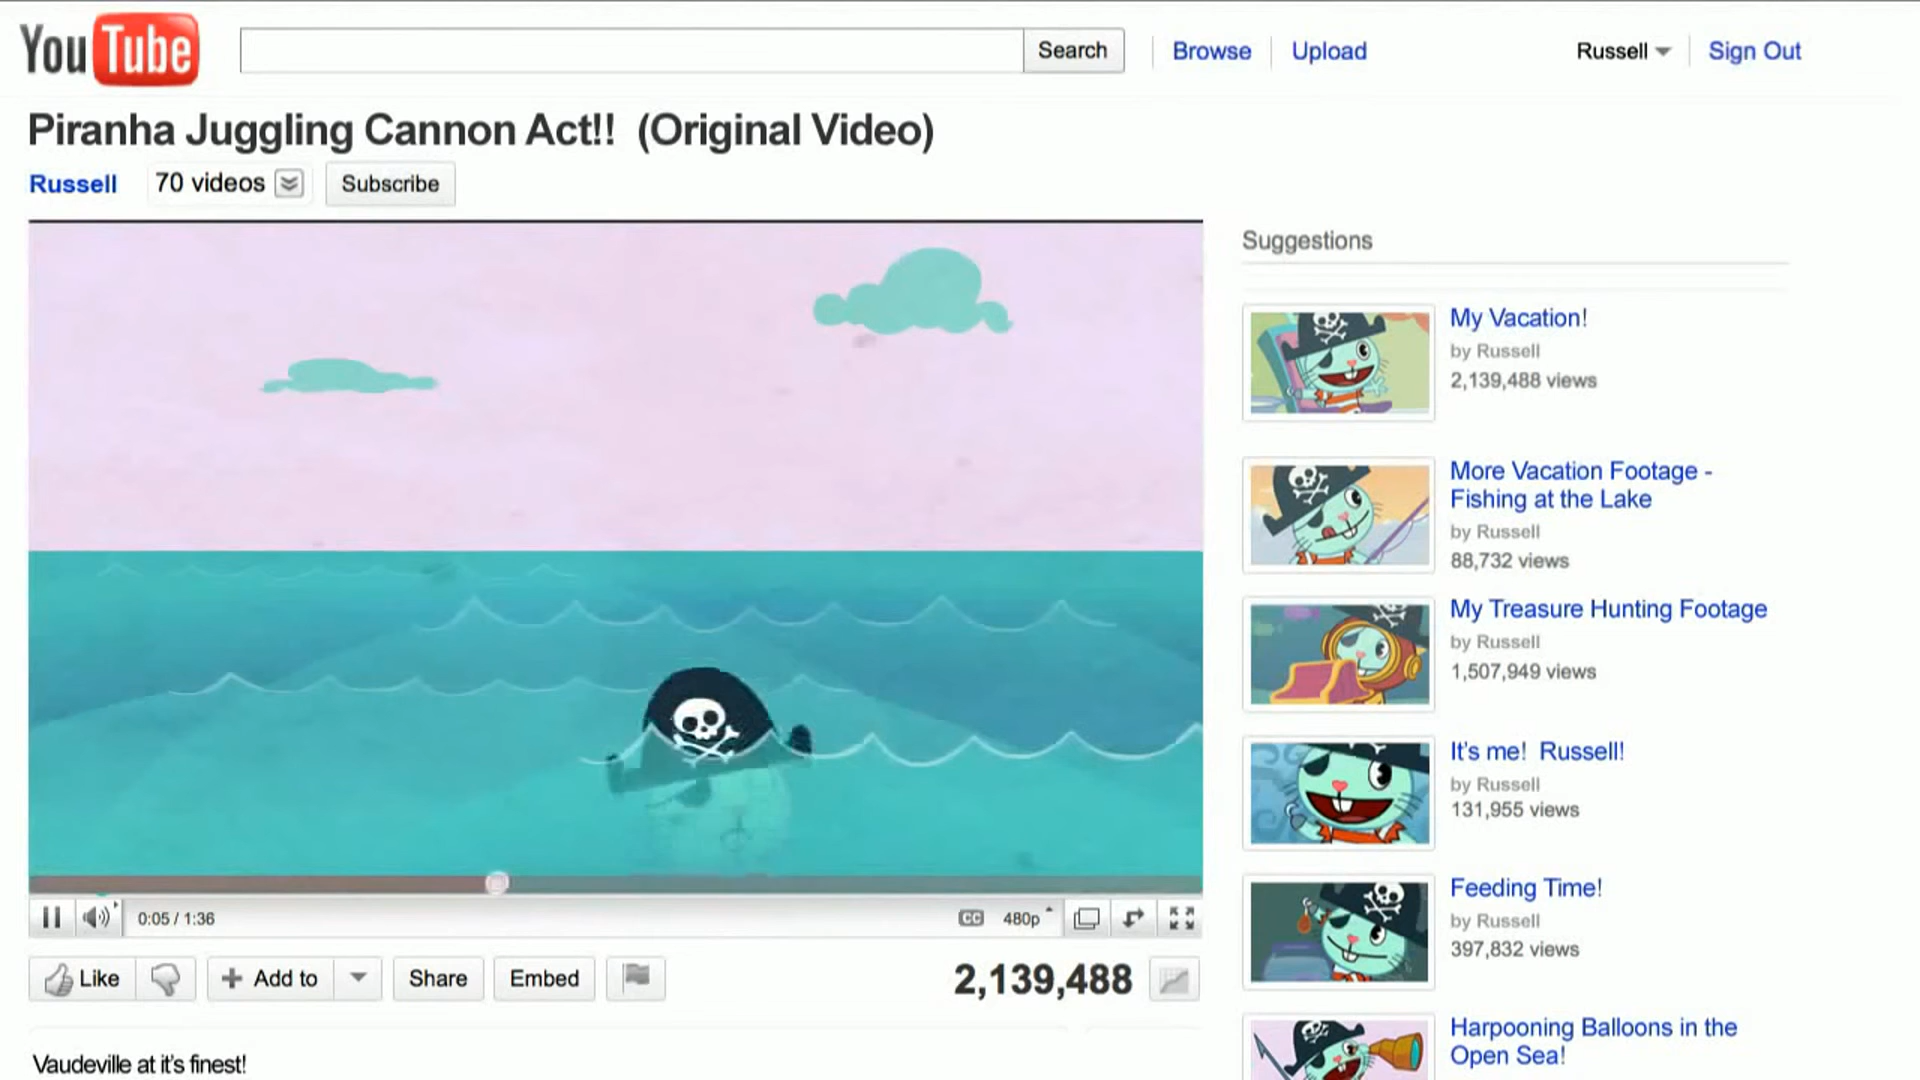 YouTube
Search
Browse
Upload
Russell
Sign Out
Piranha Juggling Cannon Act!! (Original Video)
Russell
70 videos
Subscribe
Suggestions
My Vacation!
by Russell
2,139,488 views
More Vacation Footage -
Fishing at the Lake
by Russell
88,732 views
My Treasure Hunting Footage
by Russell
1,507,949 views
It's me! Russell!
by Russell
131,955 views
Feeding Time!
by Russell
397,832 views
Harpooning Balloons in the
Open Sea!
0:05 / 1:36
CC
480p
Like
+ Add to
Share
Embed
2,139,488
Vaudeville at it's finest!